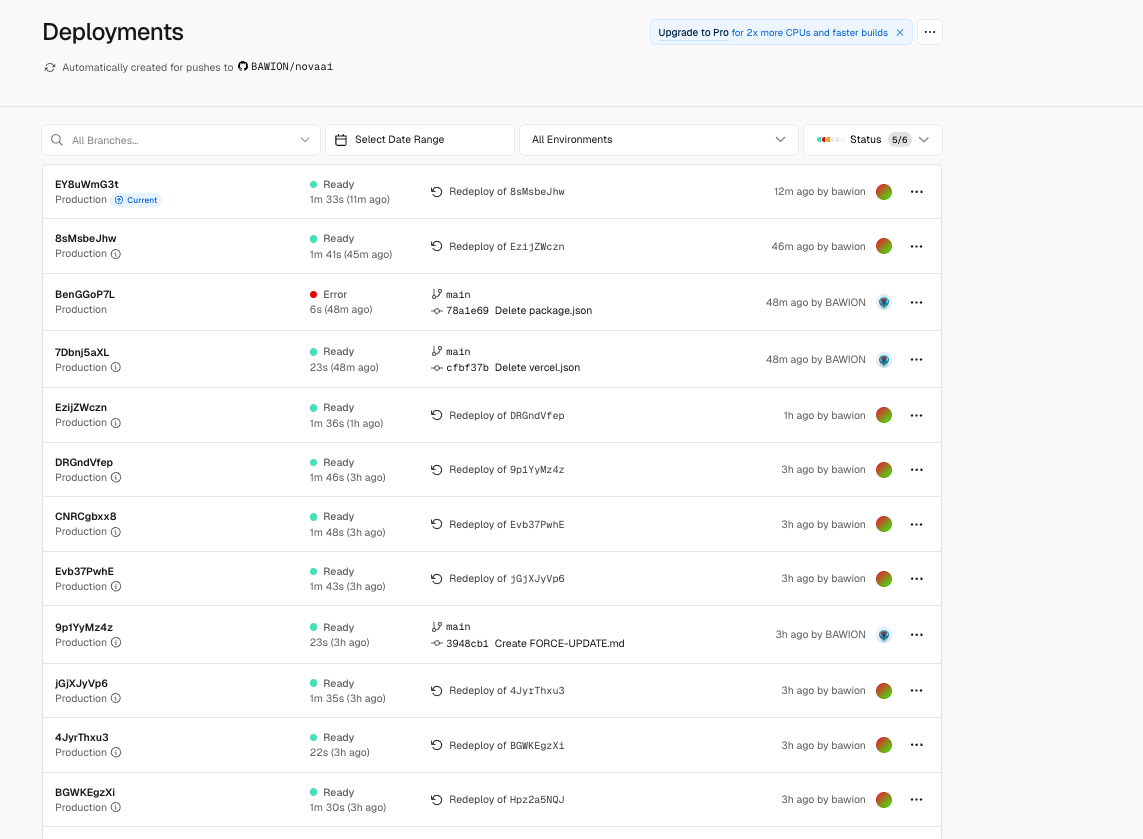 Deployments
Upgrade to Pro for 2x more CPUs and faster builds
Automatically created for pushes to BAWION/novaai
All Branches...
Select Date Range
All Environments
Status 5/6
EY8uWmG3t
Production Current
Ready
1m 33s (11m ago)
Redeploy of 8sMsbeJhw
12m ago by bawion
8sMsbeJhw
Production
Ready
1m 41s (45m ago)
Redeploy of EzijZWczn
46m ago by bawion
BenGGoP7L
Production
Error
6s (48m ago)
main
78a1e69 Delete package.json
48m ago by BAWION
7Dbnj5aXL
Production
Ready
23s (48m ago)
main
cfbf37b Delete vercel.json
48m ago by BAWION
EzijZWczn
Production
Ready
1m 36s (1h ago)
Redeploy of DRGndVfep
1h ago by bawion
DRGndVfep
Production
Ready
1m 46s (3h ago)
Redeploy of 9p1YyMz4z
3h ago by bawion
CNRCgbxx8
Production
Ready
1m 48s (3h ago)
Redeploy of Evb37PwhE
3h ago by bawion
Evb37PwhE
Production
Ready
1m 43s (3h ago)
Redeploy of jGjXJyVp6
3h ago by bawion
9p1YyMz4z
Production
Ready
23s (3h ago)
main
3948cb1 Create FORCE-UPDATE.md
3h ago by BAWION
jGjXJyVp6
Production
Ready
1m 35s (3h ago)
Redeploy of 4JyrThxu3
3h ago by bawion
4JyrThxu3
Production
Ready
22s (3h ago)
Redeploy of BGWKEgzXi
3h ago by bawion
BGWKEgzXi
Production
Ready
1m 30s (3h ago)
Redeploy of Hpz2a5NQJ
3h ago by bawion